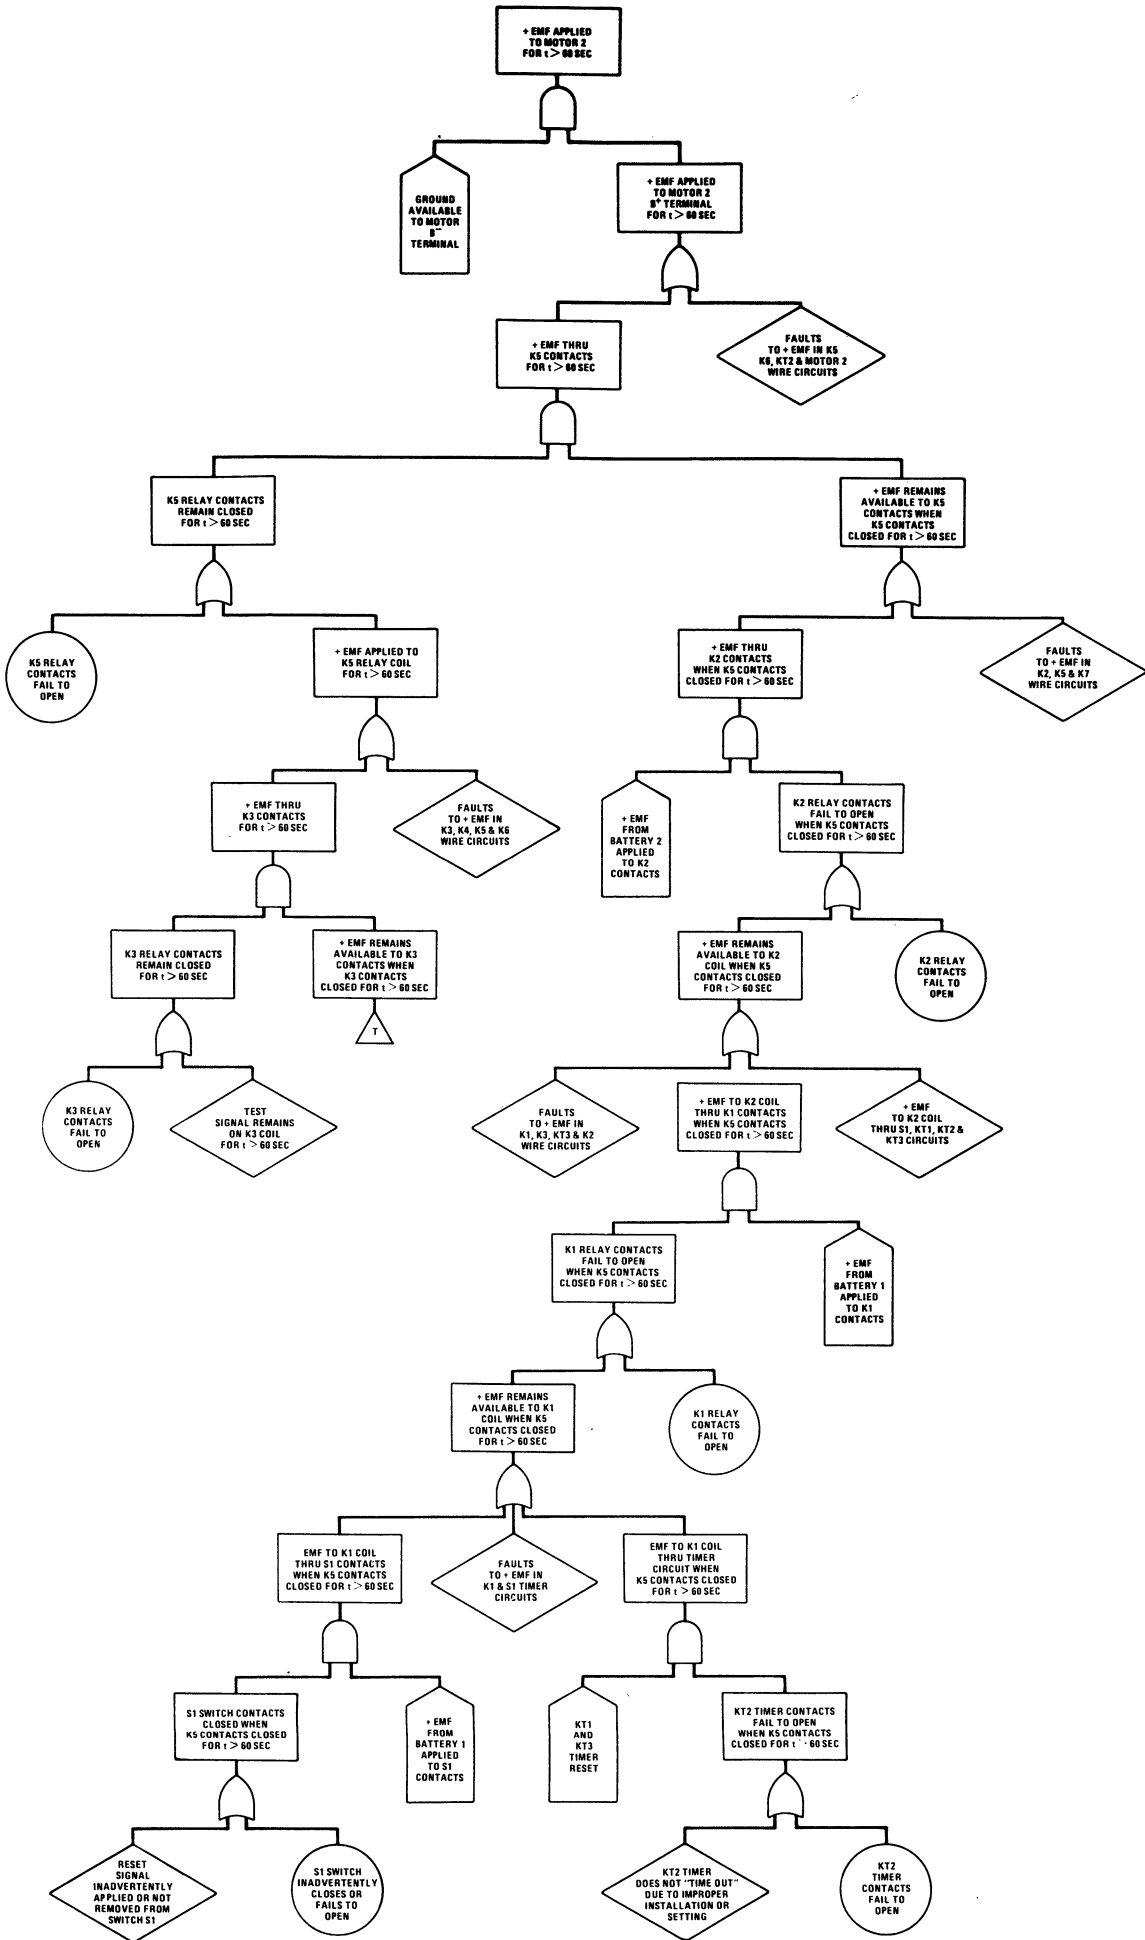 + EMF APPLIED
TO MOTOR 2
FOR t > 60 SEC
GROUND
AVAILABLE
TO MOTOR
B−
TERMINAL
+ EMF APPLIED
TO MOTOR 2
B+ TERMINAL
FOR t > 60 SEC
+ EMF THRU
K5 CONTACTS
FOR t > 60 SEC
FAULTS
TO + EMF IN K5
K6, KT2 & MOTOR 2
WIRE CIRCUITS
K5 RELAY CONTACTS
REMAIN CLOSED
FOR t > 60 SEC
+ EMF REMAINS
AVAILABLE TO K5
CONTACTS WHEN
K5 CONTACTS
CLOSED FOR t > 60 SEC
K5 RELAY
CONTACTS
FAIL TO
OPEN
+ EMF APPLIED TO
K5 RELAY COIL
FOR t > 60 SEC
+ EMF THRU
K2 CONTACTS
WHEN K5 CONTACTS
CLOSED FOR t > 60 SEC
FAULTS
TO + EMF IN
K2, K5 & K7
WIRE CIRCUITS
+ EMF THRU
K3 CONTACTS
FOR t > 60 SEC
FAULTS
TO + EMF IN
K3, K4, K5 & K6
WIRE CIRCUITS
+ EMF
FROM
BATTERY 2
APPLIED
TO K2
CONTACTS
K2 RELAY CONTACTS
FAIL TO OPEN
WHEN K5 CONTACTS
CLOSED FOR t > 60 SEC
K3 RELAY CONTACTS
REMAIN CLOSED
FOR t > 60 SEC
+ EMF REMAINS
AVAILABLE TO K3
CONTACTS WHEN
K3 CONTACTS
CLOSED FOR t > 60 SEC
T
+ EMF REMAINS
AVAILABLE TO K2
COIL WHEN K5
CONTACTS CLOSED
FOR t > 60 SEC
K2 RELAY
CONTACTS
FAIL TO
OPEN
K3 RELAY
CONTACTS
FAIL TO
OPEN
TEST
SIGNAL REMAINS
ON K3 COIL
FOR t > 60 SEC
FAULTS
TO + EMF IN
K1, K3, KT3 & K2
WIRE CIRCUITS
+ EMF TO K2 COIL
THRU K1 CONTACTS
WHEN K5 CONTACTS
CLOSED FOR t > 60 SEC
+ EMF
TO K2 COIL
THRU S1, KT1, KT2 &
KT3 CIRCUITS
K1 RELAY CONTACTS
FAIL TO OPEN
WHEN K5 CONTACTS
CLOSED FOR t > 60 SEC
+ EMF
FROM
BATTERY 1
APPLIED
TO K1
CONTACTS
+ EMF REMAINS
AVAILABLE TO K1
COIL WHEN K5
CONTACTS CLOSED
FOR t > 60 SEC
K1 RELAY
CONTACTS
FAIL TO
OPEN
EMF TO K1 COIL
THRU S1 CONTACTS
WHEN K5 CONTACTS
CLOSED FOR t > 60 SEC
FAULTS
TO + EMF IN
K1 & S1 TIMER
CIRCUITS
EMF TO K1 COIL
THRU TIMER
CIRCUIT WHEN
K5 CONTACTS CLOSED
FOR t > 60 SEC
S1 SWITCH CONTACTS
CLOSED WHEN
K5 CONTACTS CLOSED
FOR t > 60 SEC
+ EMF
FROM
BATTERY 1
APPLIED
TO S1
CONTACTS
KT1
AND
KT3
TIMER
RESET
KT2 TIMER CONTACTS
FAIL TO OPEN
WHEN K5 CONTACTS
CLOSED FOR t 60 SEC
RESET
SIGNAL
INADVERTENTLY
APPLIED OR NOT
REMOVED FROM
SWITCH S1
S1 SWITCH
INADVERTENTLY
CLOSES OR
FAILS TO
OPEN
KT2 TIMER
DOES NOT "TIME OUT"
DUE TO IMPROPER
INSTALLATION OR
SETTING
KT2
TIMER
CONTACTS
FAIL TO
OPEN